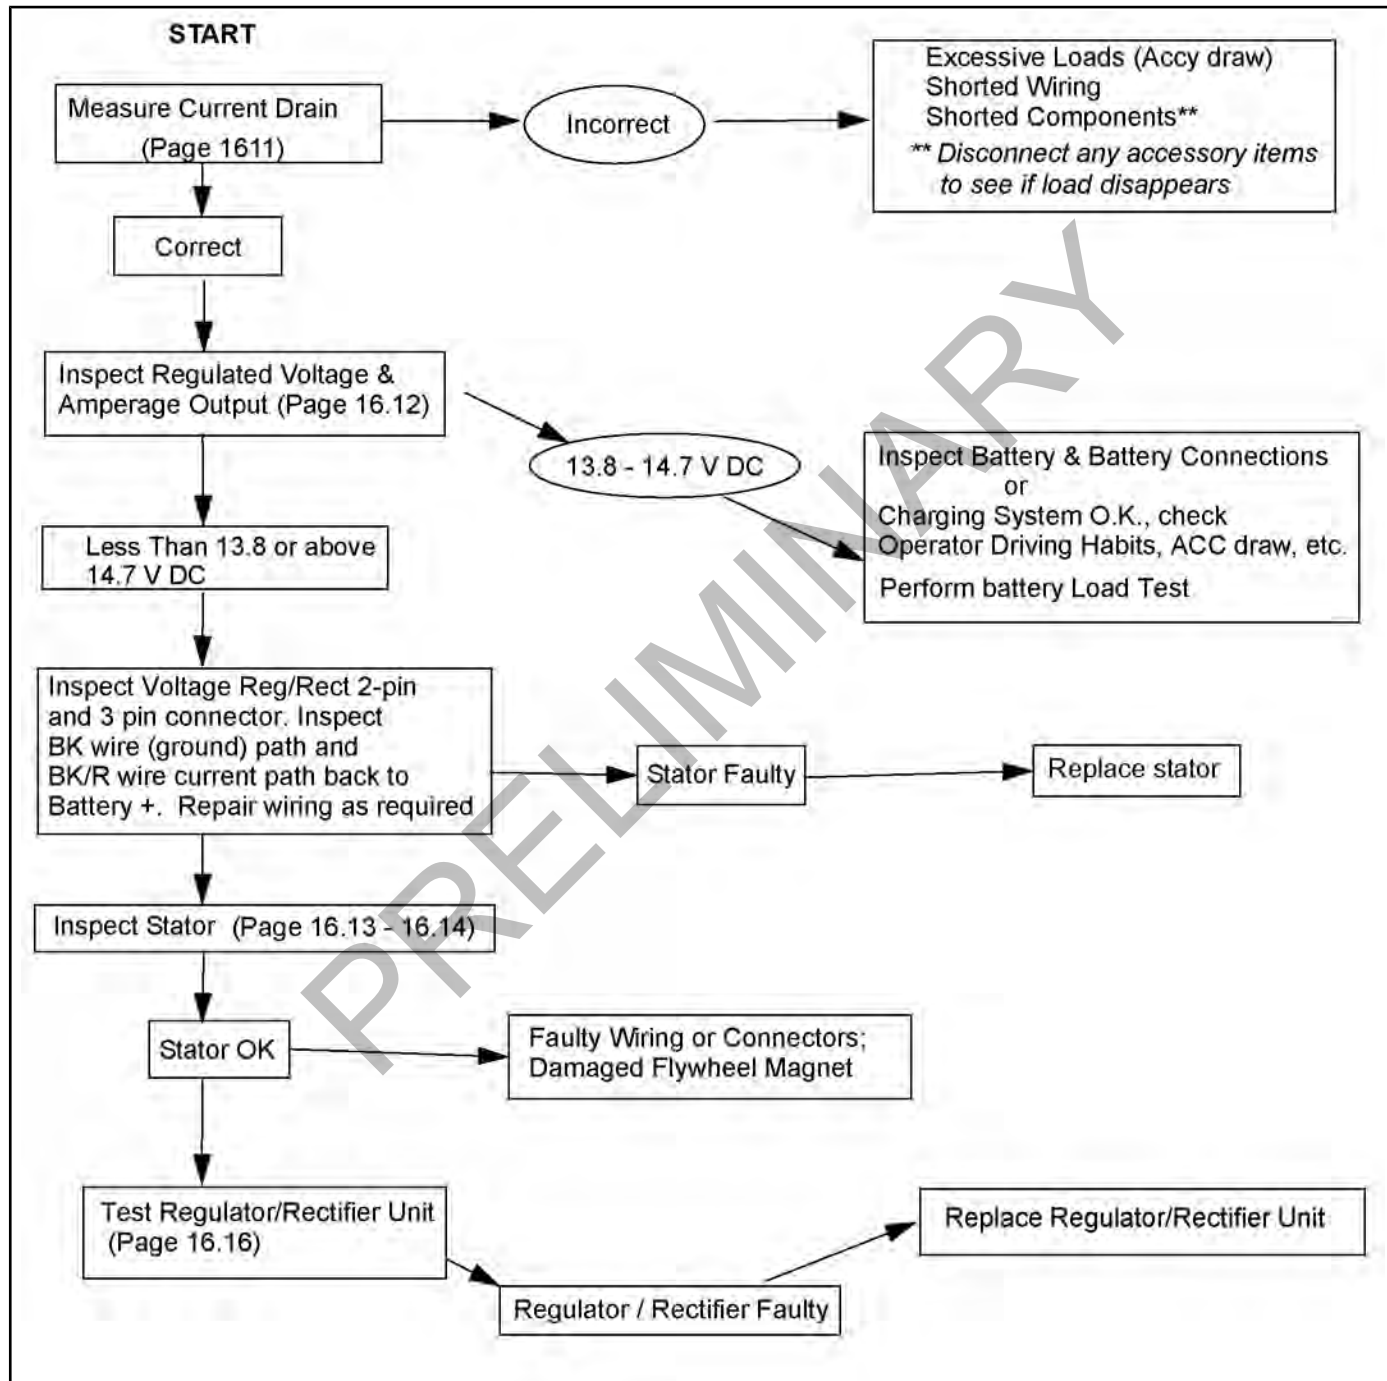 START
Measure Current Drain
(Page 1611)
Incorrect
Excessive Loads (Accy draw)
Shorted Wiring
Shorted Components**
** Disconnect any accessory items
to see if load disappears
Correct
Inspect Regulated Voltage &
Amperage Output (Page 16.12)
13.8 - 14.7 V DC
Inspect Battery & Battery Connections
or
Charging System O.K., check
Operator Driving Habits, ACC draw, etc.
Perform battery Load Test
Less Than 13.8 or above
14.7 V DC
Inspect Voltage Reg/Rect 2-pin
and 3 pin connector. Inspect
BK wire (ground) path and
BK/R wire current path back to
Battery +. Repair wiring as required
Stator Faulty
Replace stator
Inspect Stator (Page 16.13 - 16.14)
Stator OK
Faulty Wiring or Connectors;
Damaged Flywheel Magnet
Test Regulator/Rectifier Unit
(Page 16.16)
Regulator / Rectifier Faulty
Replace Regulator/Rectifier Unit
PRELIMINARY